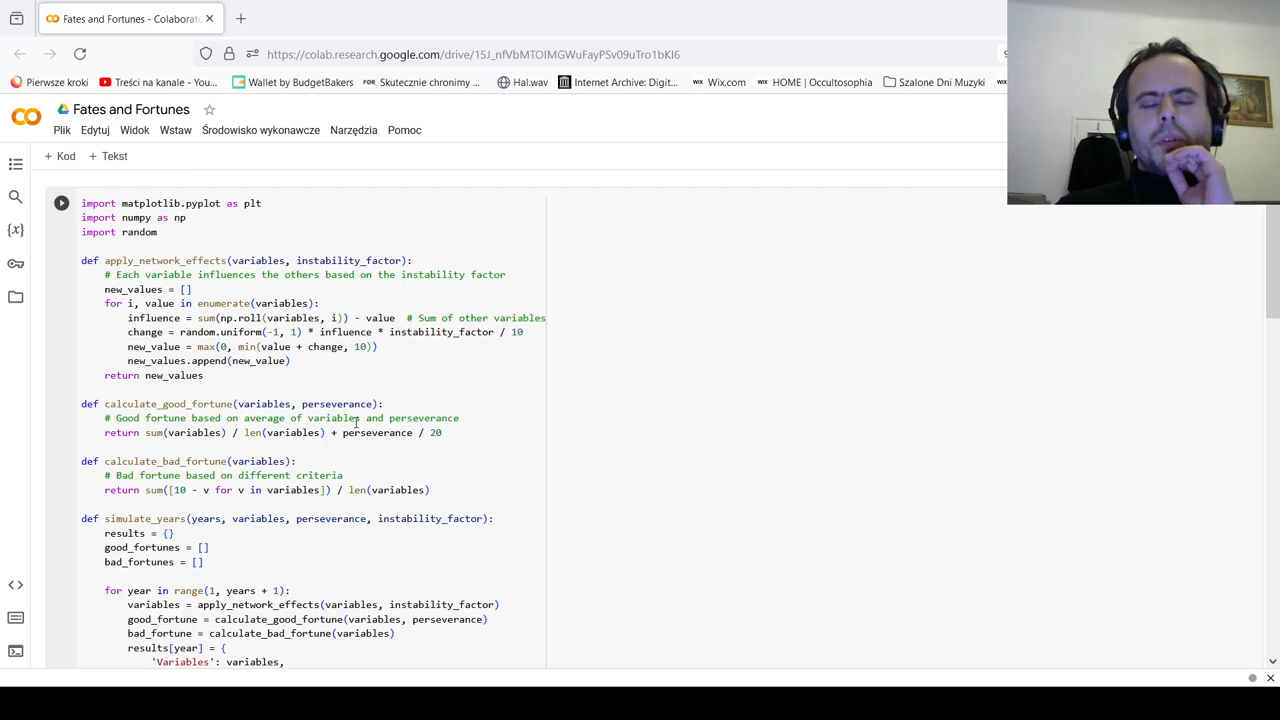 Fates and Fortunes - Colaborato
https://colab.research.google.com/drive/15J_nfVbMTOIMGWuFayPSv09uTro1bKI6
Pierwsze kroki
Treści na kanale - You...
Wallet by BudgetBakers
FOR Skutecznie chronimy ...
Hal.wav
Internet Archive: Digit...
WiX Wix.com
WiX HOME | Occultosophia
Szalone Dni Muzyki
CO
Fates and Fortunes
Plik Edytuj Widok Wstaw Środowisko wykonawcze Narzędzia Pomoc
+ Kod + Tekst
import matplotlib.pyplot as plt
import numpy as np
import random
def apply_network_effects(variables, instability_factor):
# Each variable influences the others based on the instability factor
new_values = []
for i, value in enumerate(variables):
influence = sum(np.roll(variables, i)) - value # Sum of other variables
change = random.uniform(-1, 1) * influence * instability_factor / 10
new_value = max(0, min(value + change, 10))
new_values.append(new_value)
return new_values
def calculate_good_fortune(variables, perseverance):
# Good fortune based on average of variables and perseverance
return sum(variables) / len(variables) + perseverance / 20
def calculate_bad_fortune(variables):
# Bad fortune based on different criteria
return sum([10 - v for v in variables]) / len(variables)
def simulate_years(years, variables, perseverance, instability_factor):
results = {}
good_fortunes = []
bad_fortunes = []
for year in range(1, years + 1):
variables = apply_network_effects(variables, instability_factor)
good_fortune = calculate_good_fortune(variables, perseverance)
bad_fortune = calculate_bad_fortune(variables)
results[year] = {
'Variables': variables,